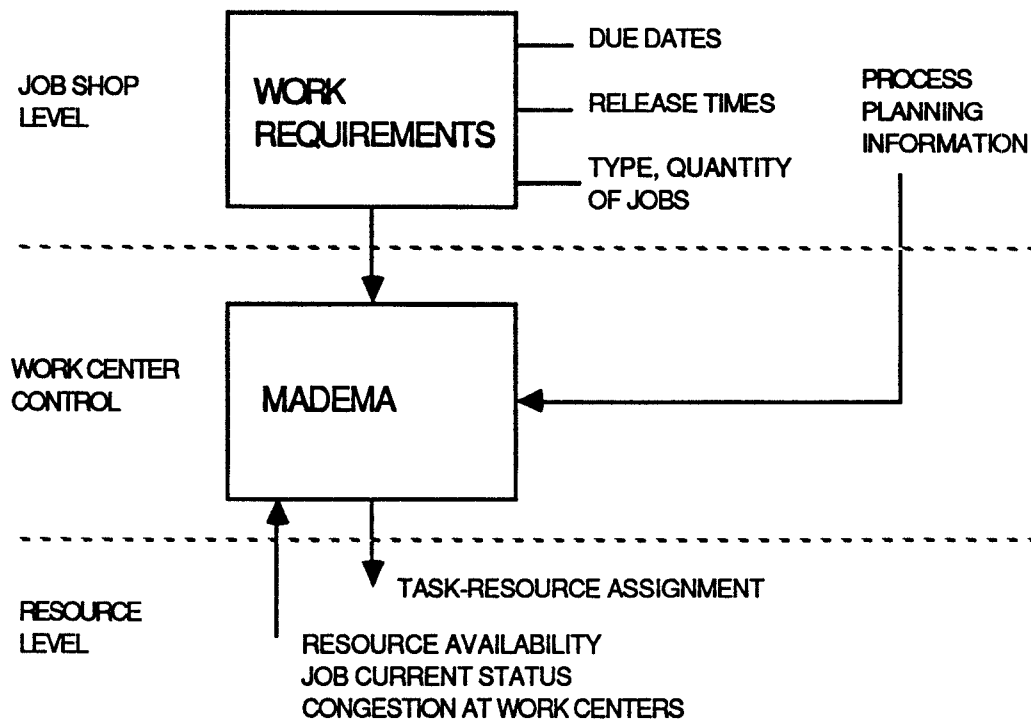 JOB SHOP
LEVEL
WORK
REQUIREMENTS
DUE DATES
RELEASE TIMES
TYPE, QUANTITY
OF JOBS
PROCESS
PLANNING
INFORMATION
WORK CENTER
CONTROL
MADEMA
RESOURCE
LEVEL
TASK-RESOURCE ASSIGNMENT
RESOURCE AVAILABILITY
JOB CURRENT STATUS
CONGESTION AT WORK CENTERS